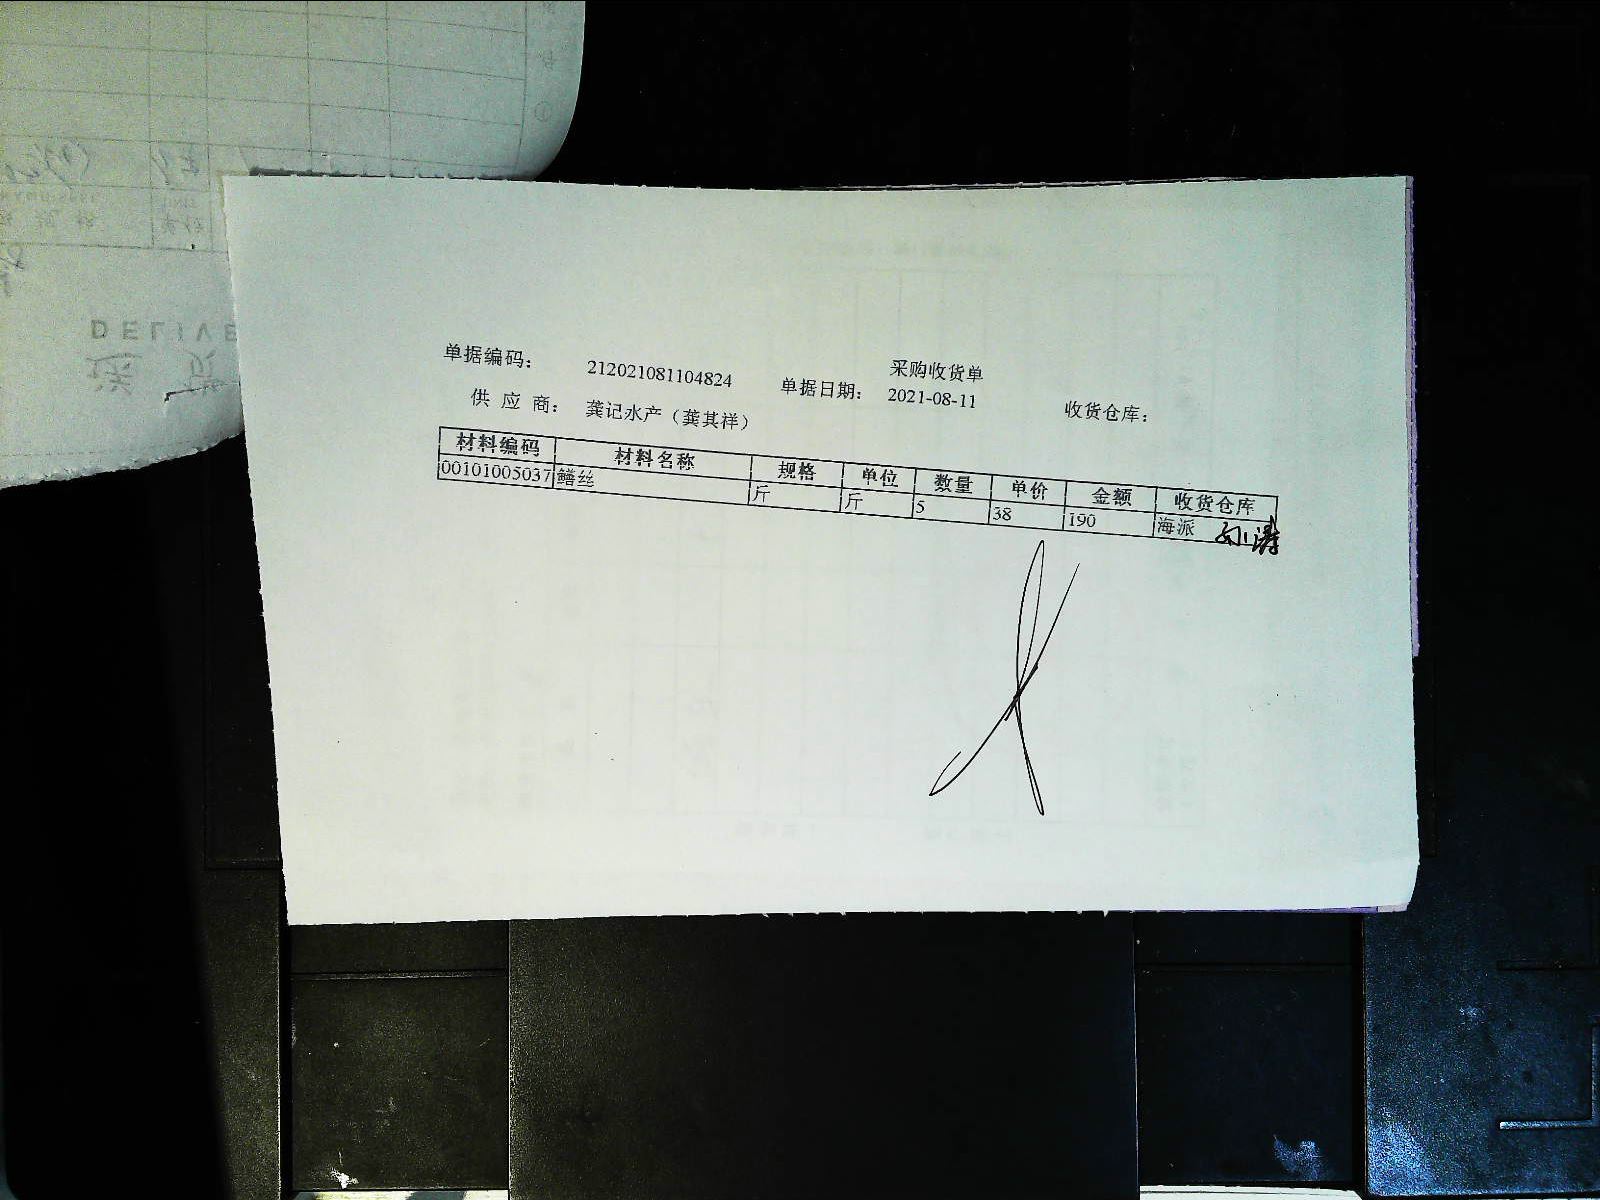 采购收货单
单据编码： 212021081104824 单据日期： 2021-08-11 收货仓库：
供 应 商： 龚记水产（龚其祥）
材料编码 材料名称 规格 单位 数量 单价 金额 收货仓库
00101005037 鳝丝 斤 斤 5 38 190 海派
DELIVE